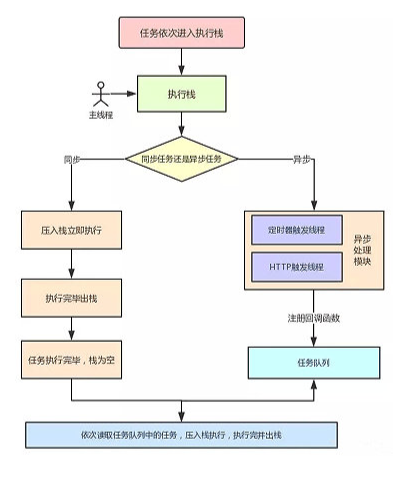 任务依次进入执行栈
执行栈
主线程
同步任务还是异步任务
同步
异步
压入栈立即执行
定时器触发线程
HTTP触发线程
异步
处理
模块
执行完毕出栈
注册回调函数
任务执行完毕，栈为空
任务队列
依次读取任务队列中的任务，压入栈执行，执行完并出栈